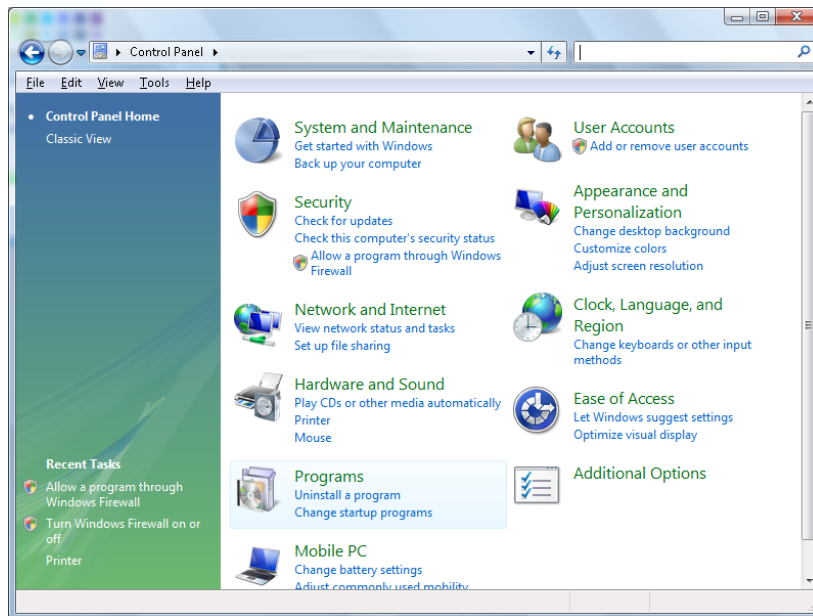 Control Panel
File Edit View Tools Help
Control Panel Home
Classic View
System and Maintenance
Get started with Windows
Back up your computer
Security
Check for updates
Check this computer's security status
Allow a program through Windows
Firewall
Network and Internet
View network status and tasks
Set up file sharing
Hardware and Sound
Play CDs or other media automatically
Printer
Mouse
Programs
Uninstall a program
Change startup programs
Mobile PC
Change battery settings
Adjust commonly used mobility
User Accounts
Add or remove user accounts
Appearance and
Personalization
Change desktop background
Customize colors
Adjust screen resolution
Clock, Language, and
Region
Change keyboards or other input
methods
Ease of Access
Let Windows suggest settings
Optimize visual display
Additional Options
Recent Tasks
Allow a program through
Windows Firewall
Turn Windows Firewall on or
off
Printer